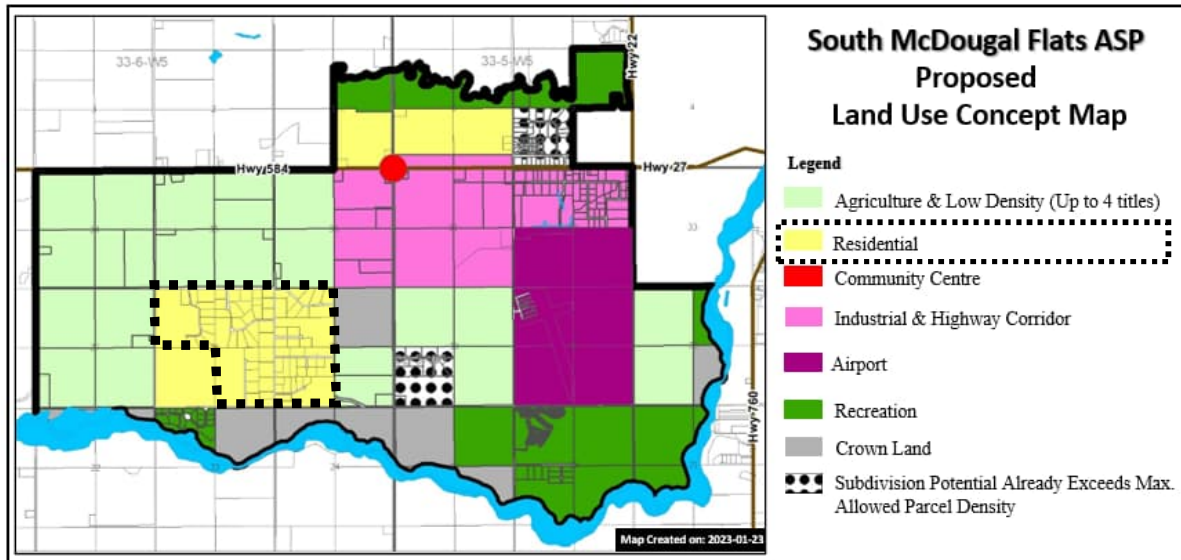 South McDougal Flats ASP
Proposed
Land Use Concept Map
33-6-W5
33-5-W5
Hwy 22
Hwy 584
Hwy 27
Hwy 760
Legend
Agriculture & Low Density (Up to 4 titles)
Residential
Community Centre
Industrial & Highway Corridor
Airport
Recreation
Crown Land
Subdivision Potential Already Exceeds Max.
Allowed Parcel Density
Map Created on: 2023-01-23